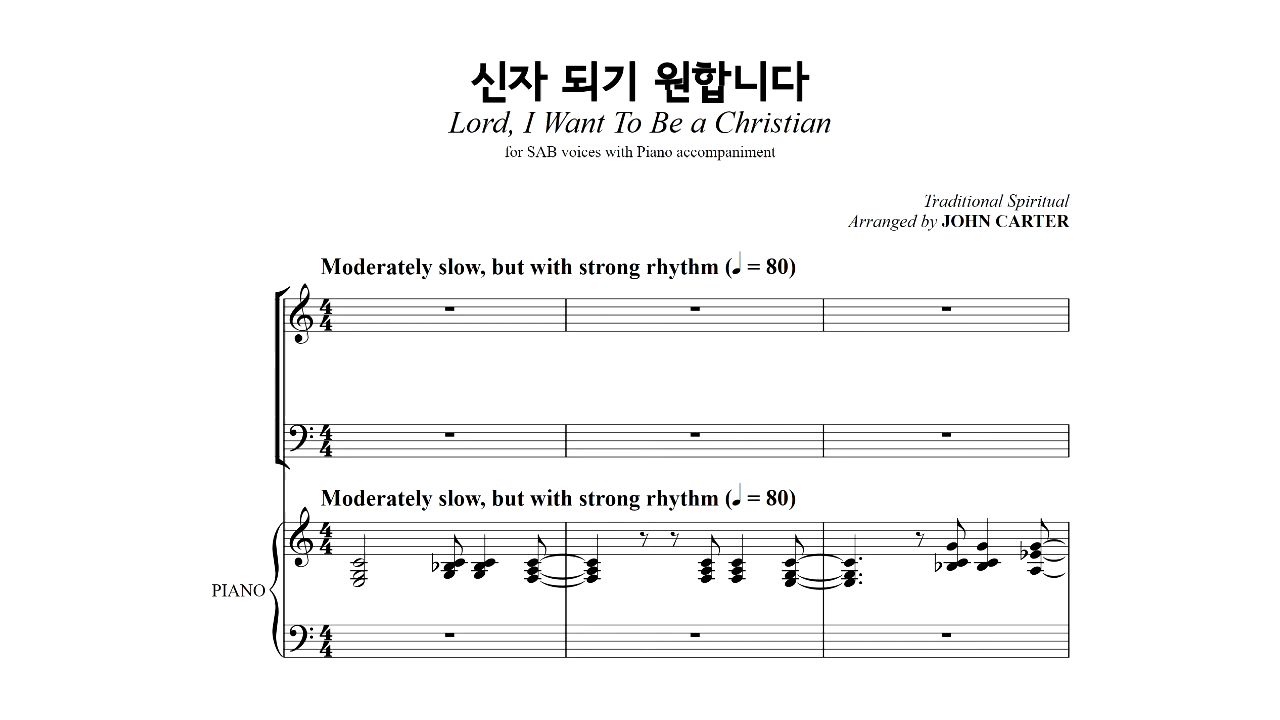 신자 되기 원합니다
Lord, I Want To Be a Christian
for SAB voices with Piano accompaniment
Traditional Spiritual
Arranged by JOHN CARTER
Moderately slow, but with strong rhythm (♩ = 80)
Moderately slow, but with strong rhythm (♩ = 80)
PIANO